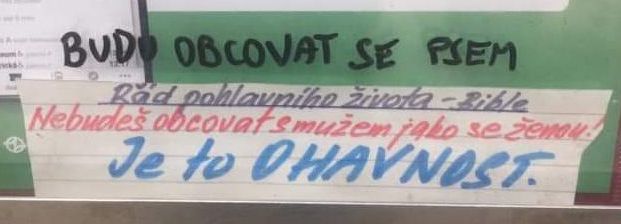 BUDU OBCOVAT SE PSEM
Řád pohlavního života - Bible
Nebudeš obcovat s mužem jako se ženou!
Je to OHAVNOST.